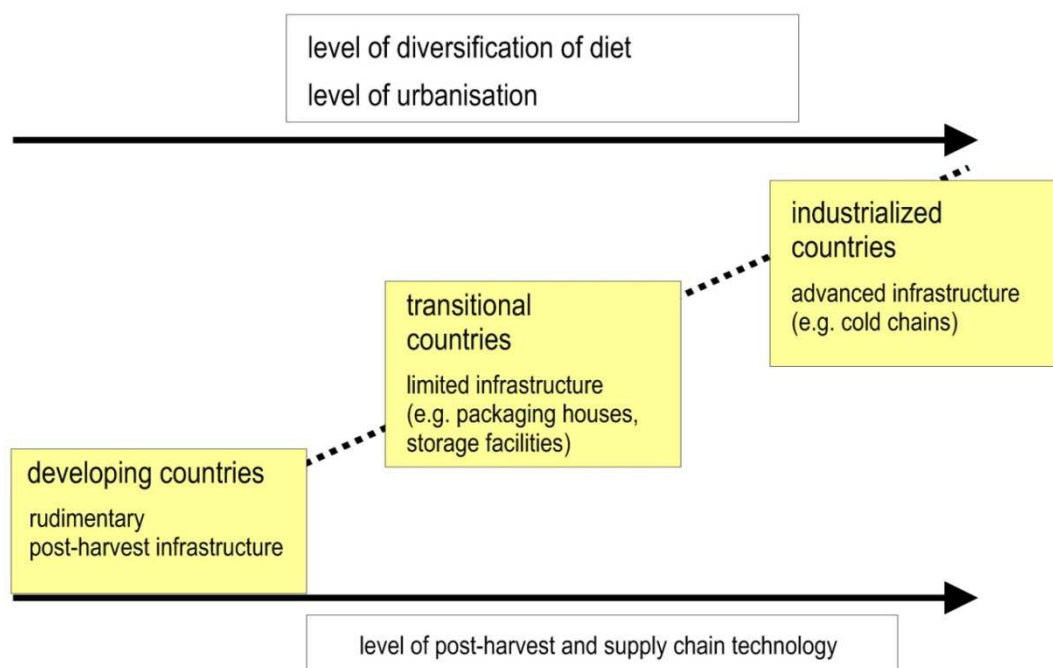 level of diversification of diet
level of urbanisation
industrialized
countries
advanced infrastructure
(e.g. cold chains)
transitional
countries
limited infrastructure
(e.g. packaging houses,
storage facilities)
developing countries
rudimentary
post-harvest infrastructure
level of post-harvest and supply chain technology